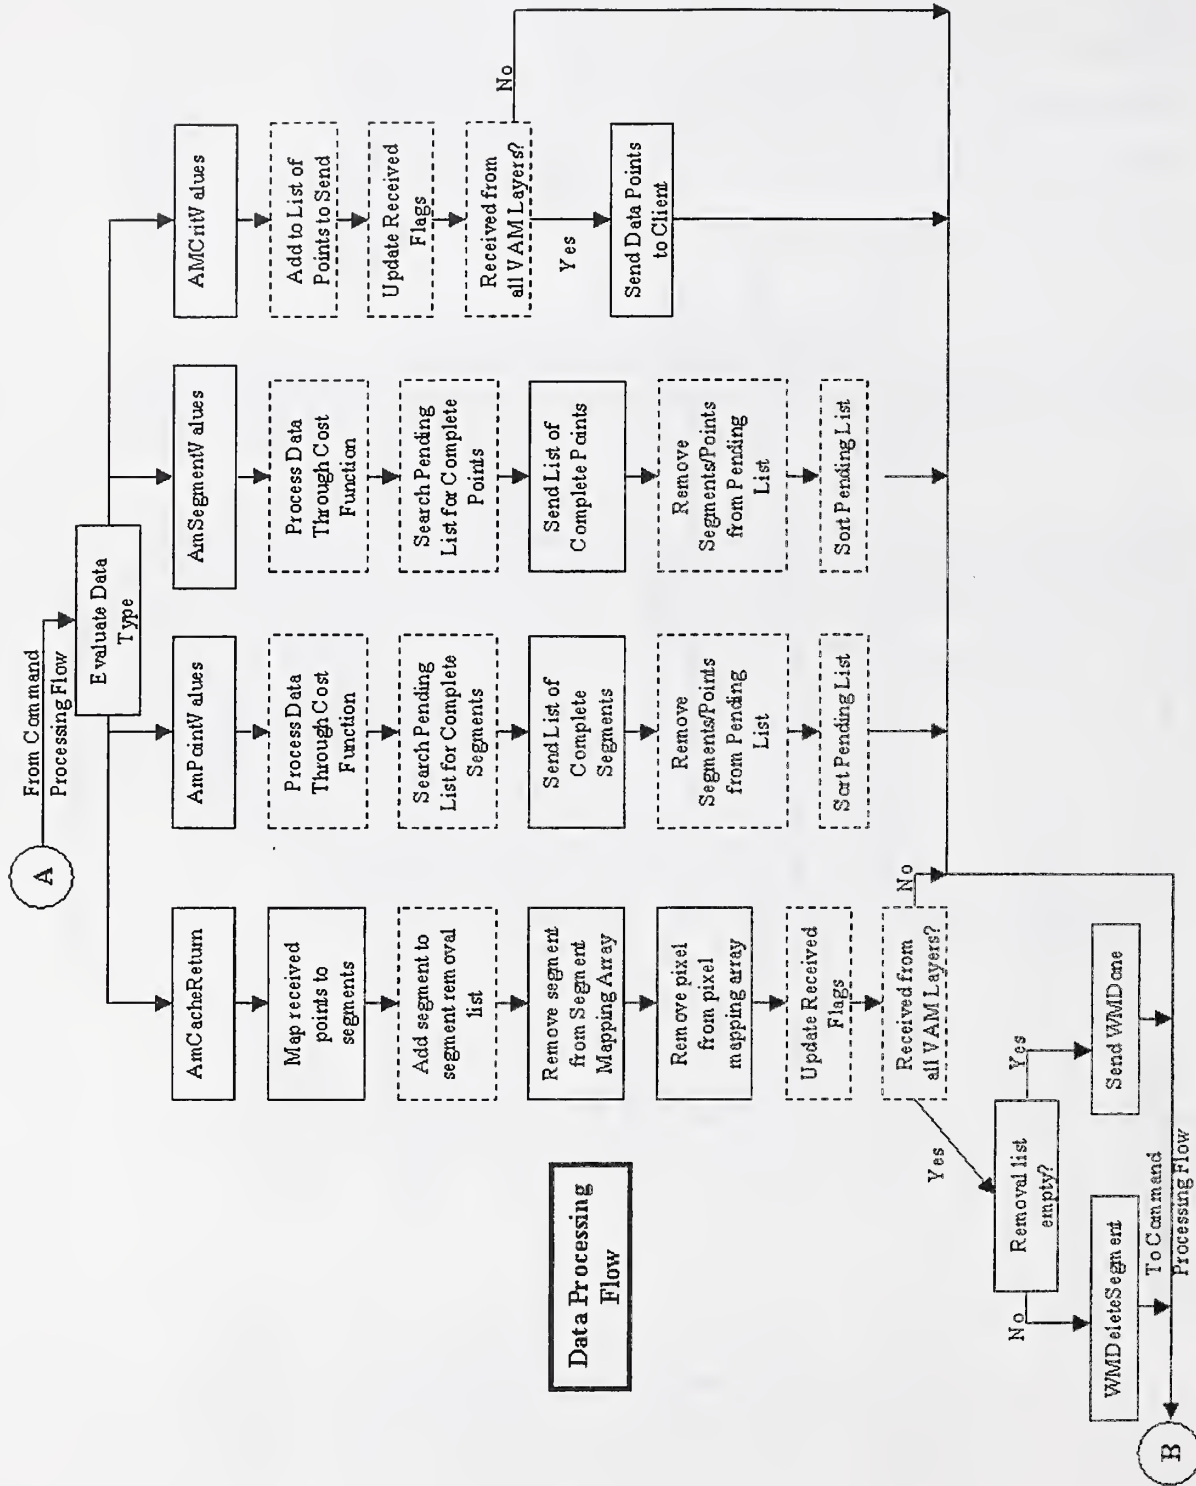 From Command
Processing Flow
A
Evaluate Data
Type
AmCacheReturn
Map received
points to
segments
Add segment to
segment removal
list
Remove segment
from Segment
Mapping Array
Remove pixel
from pixel
mapping array
Update Received
Flags
Received from
all VAM Layers?
No
Yes
Removal list
empty?
No
Yes
WMDeleteSegment
Send WMDone
To Command
Processing Flow
B
AmPointValues
Process Data
Through Cost
Function
Search Pending
List for Complete
Segments
Send List of
Complete
Segments
Remove
Segments/Points
from Pending
List
Sort Pending List
AmSegmentValues
Process Data
Through Cost
Function
Search Pending
List for Complete
Points
Send List of
Complete Points
Remove
Segments/Points
from Pending
List
Sort Pending List
AMCritValues
Add to List of
Points to Send
Update Received
Flags
Received from
all VAM Layers?
No
Yes
Send Data Points
to Client
Data Processing
Flow